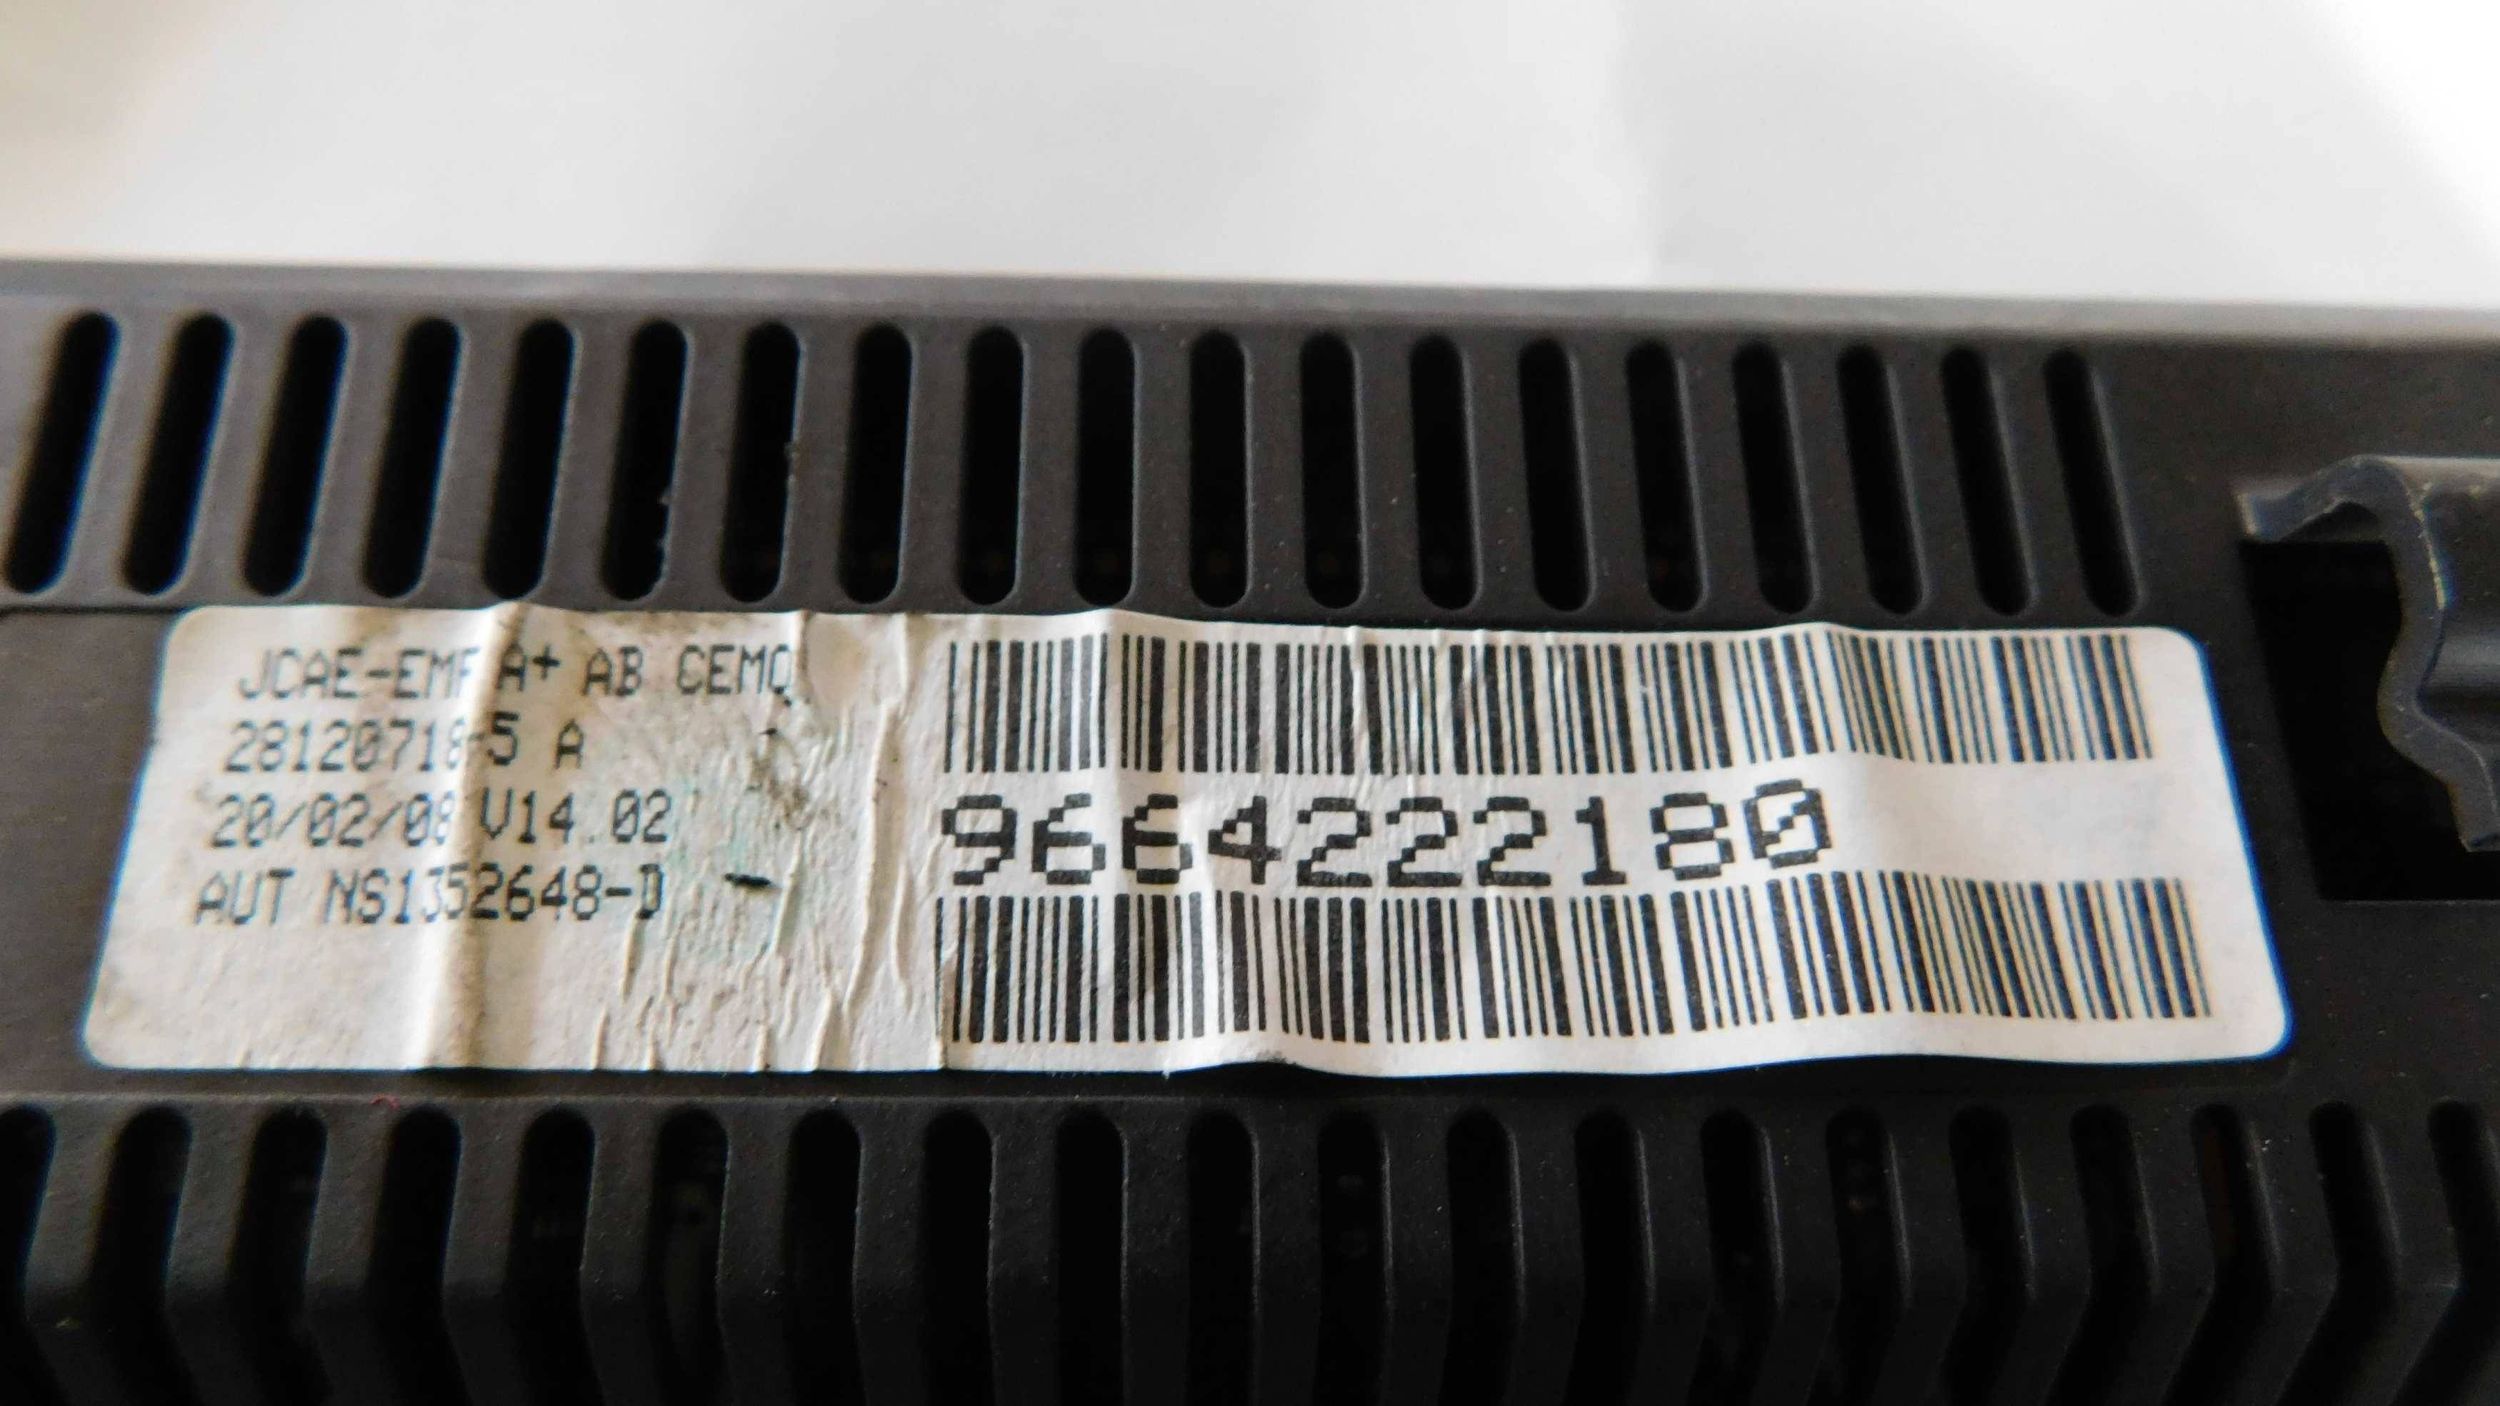 JCAE-EMF A+ AB CEMQ
28120718-5 A
20/02/08 V14.02
AUT NS1352648-D
9664222180